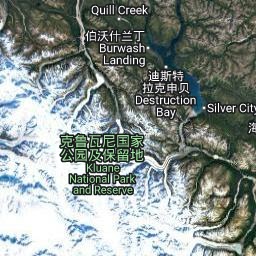 Quill Creek
伯沃什兰丁
Burwash
Landing
迪斯特
拉克申贝
Destruction
Bay
Silver City
海
克鲁瓦尼国家
公园及保留地
Kluane
National Park
and Reserve